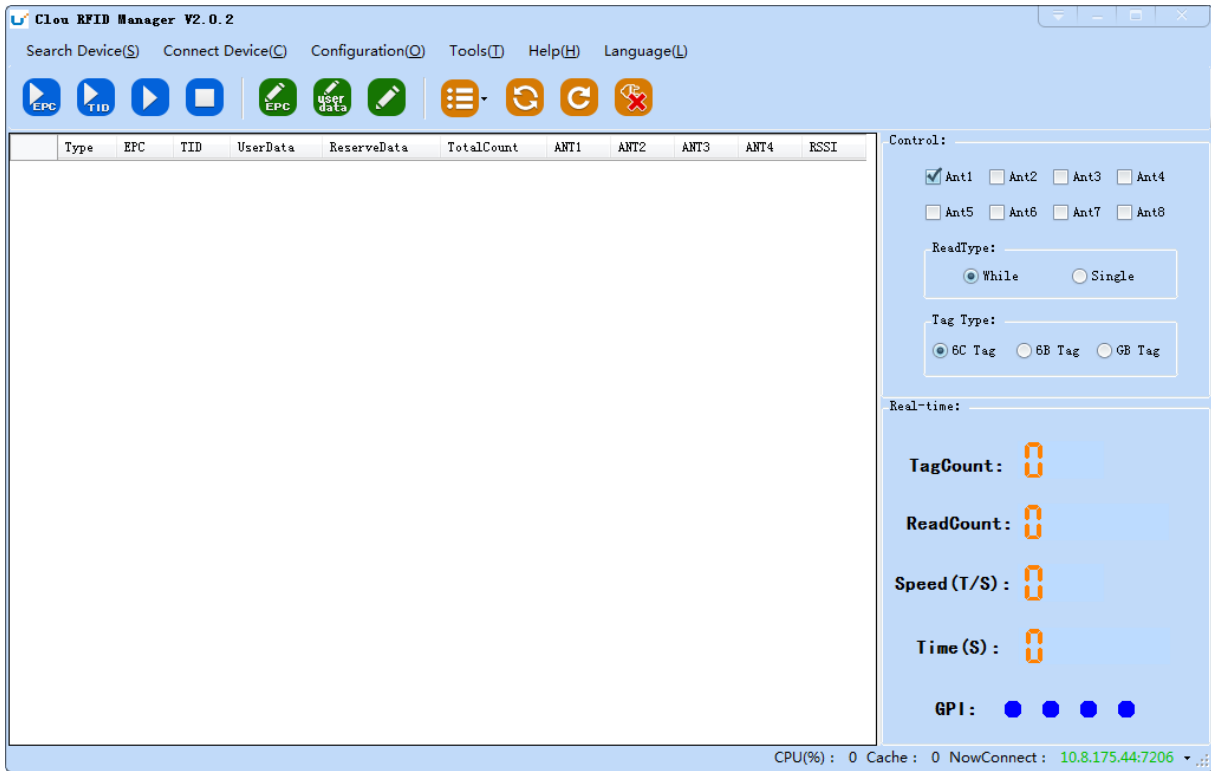 Clou RFID Manager V2.0.2
Search Device(S) Connect Device(C) Configuration(O) Tools(T) Help(H) Language(L)
EPC TID EPC user data
Type EPC TID UserData ReserveData TotalCount ANT1 ANT2 ANT3 ANT4 RSSI
Control:
Ant1 Ant2 Ant3 Ant4
Ant5 Ant6 Ant7 Ant8
ReadType:
While Single
Tag Type:
6C Tag 6B Tag GB Tag
Real-time:
TagCount: 0
ReadCount: 0
Speed(T/S): 0
Time(S): 0
GPI:
CPU(%) : 0 Cache : 0 NowConnect : 10.8.175.44:7206